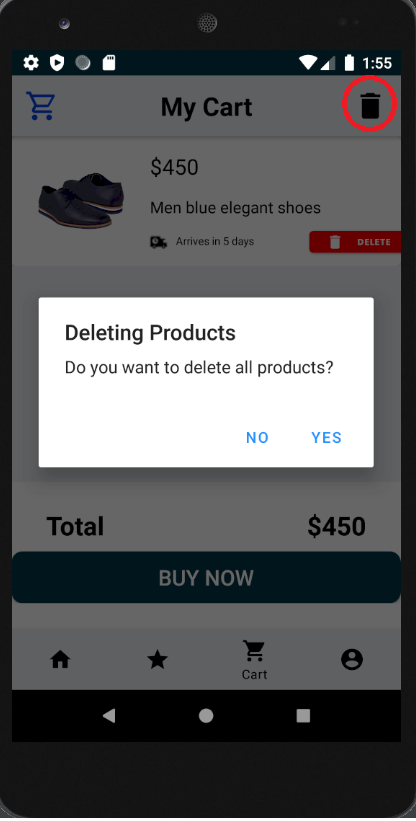 1:55
My Cart
$450
Men blue elegant shoes
Arrives in 5 days
DELETE
Deleting Products
Do you want to delete all products?
NO YES
Total $450
BUY NOW
Cart